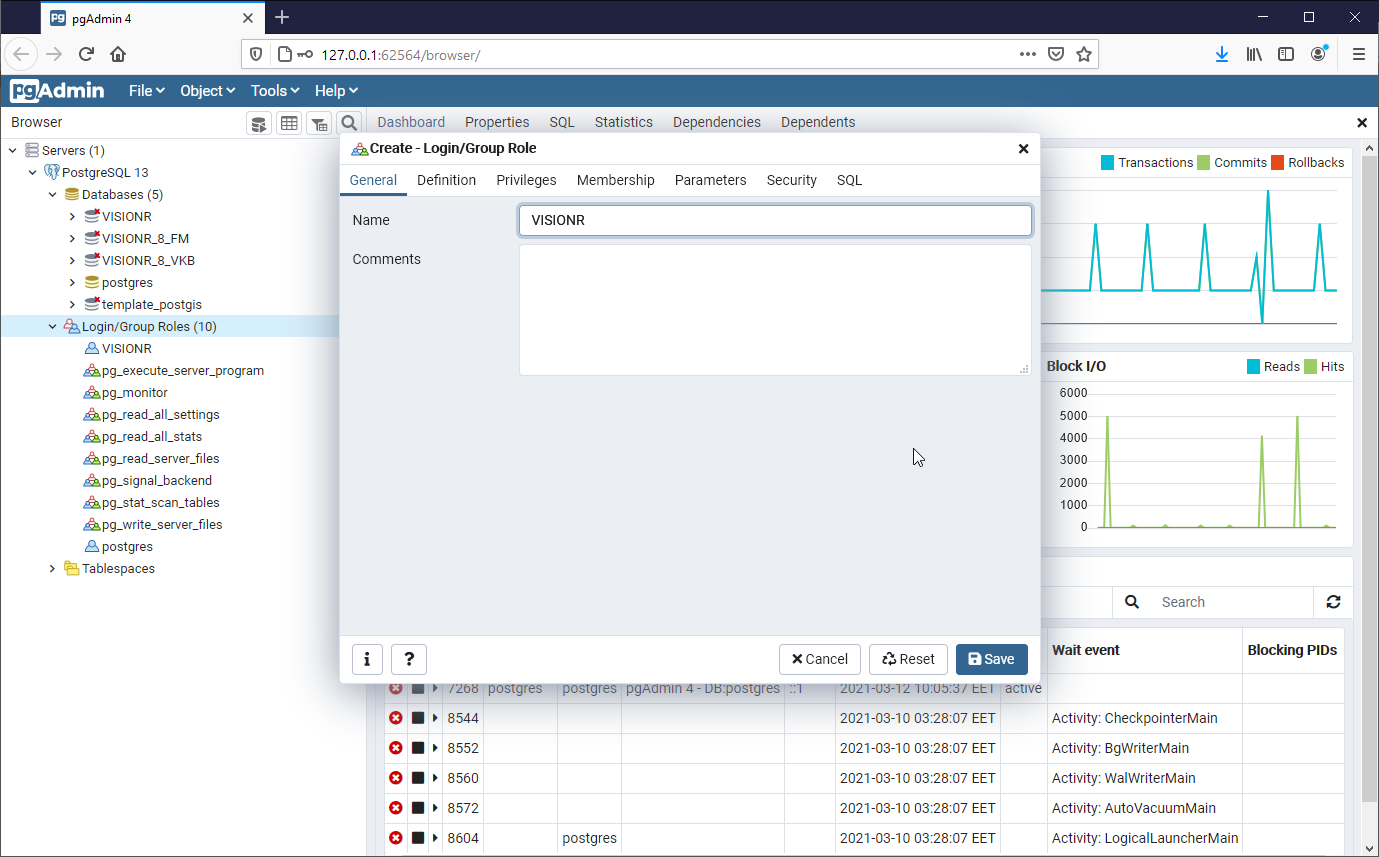 pgAdmin 4
127.0.0.1:62564/browser/
pgAdmin File Object Tools Help
Browser
Dashboard Properties SQL Statistics Dependencies Dependents
Servers (1)
PostgreSQL 13
Databases (5)
VISIONR
VISIONR_8_FM
VISIONR_8_VKB
postgres
template_postgis
Login/Group Roles (10)
VISIONR
pg_execute_server_program
pg_monitor
pg_read_all_settings
pg_read_all_stats
pg_read_server_files
pg_signal_backend
pg_stat_scan_tables
pg_write_server_files
postgres
Tablespaces
Create - Login/Group Role
General Definition Privileges Membership Parameters Security SQL
Name VISIONR
Comments
i ? Cancel Reset Save
Transactions Commits Rollbacks
Block I/O Reads Hits
6000
5000
4000
3000
2000
1000
0
Search
Wait event Blocking PIDs
7268 postgres postgres pgAdmin 4 - DB:postgres ::1 2021-03-12 10:05:37 EET active
8544 2021-03-10 03:28:07 EET Activity: CheckpointerMain
8552 2021-03-10 03:28:07 EET Activity: BgWriterMain
8560 2021-03-10 03:28:07 EET Activity: WalWriterMain
8572 2021-03-10 03:28:07 EET Activity: AutoVacuumMain
8604 postgres 2021-03-10 03:28:07 EET Activity: LogicalLauncherMain